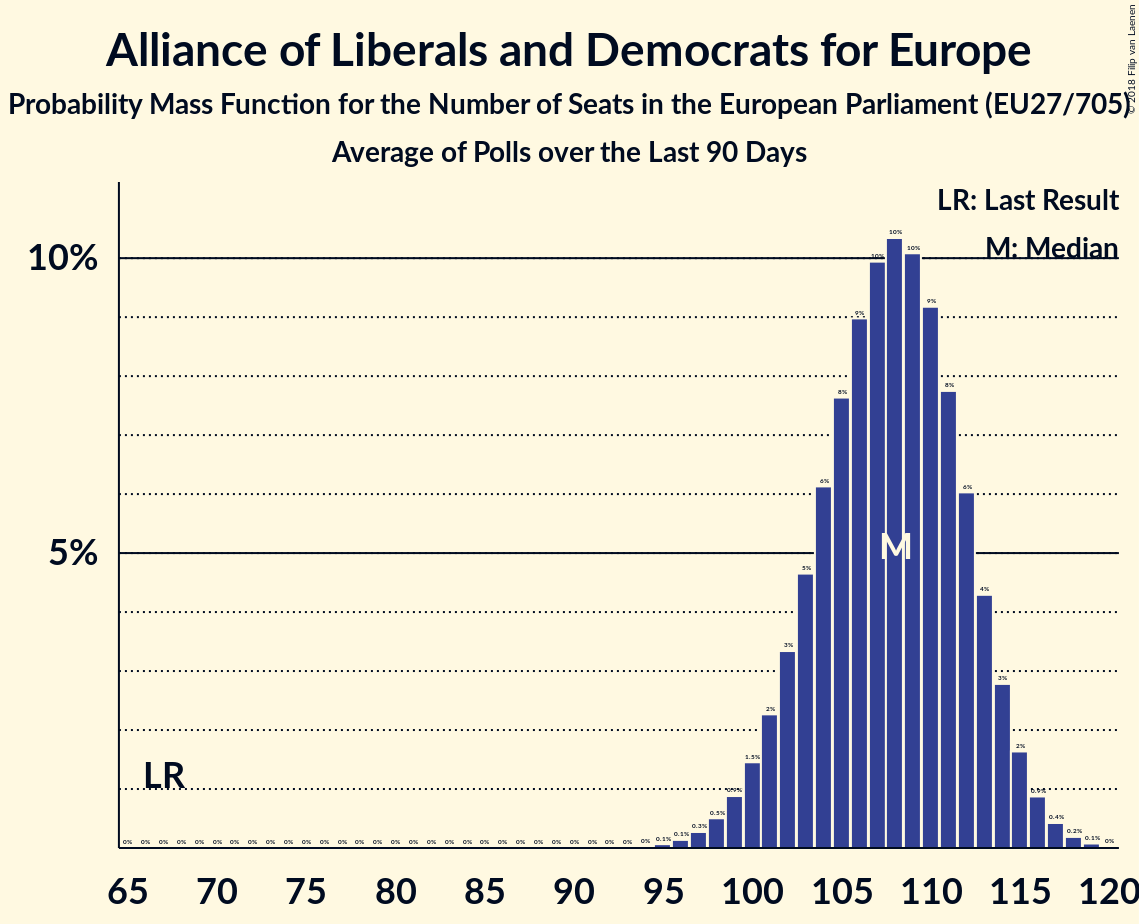 Alliance of Liberals and Democrats for Europe
© 2018 Filip van Laenen
Probability Mass Function for the Number of Seats in the European Parliament (EU27/705)
Average of Polls over the Last 90 Days
LR: Last Result
M: Median
10%
5%
LR
M
0% 0% 0% 0% 0% 0% 0% 0% 0% 0% 0% 0% 0% 0% 0% 0% 0% 0% 0% 0% 0% 0% 0% 0% 0% 0% 0% 0% 0% 0% 0.1% 0.1% 0.3% 0.5% 0.9% 1.5% 2% 3% 5% 6% 8% 9% 10% 10% 10% 9% 8% 6% 4% 3% 2% 0.9% 0.4% 0.2% 0.1% 0%
65 70 75 80 85 90 95 100 105 110 115 120